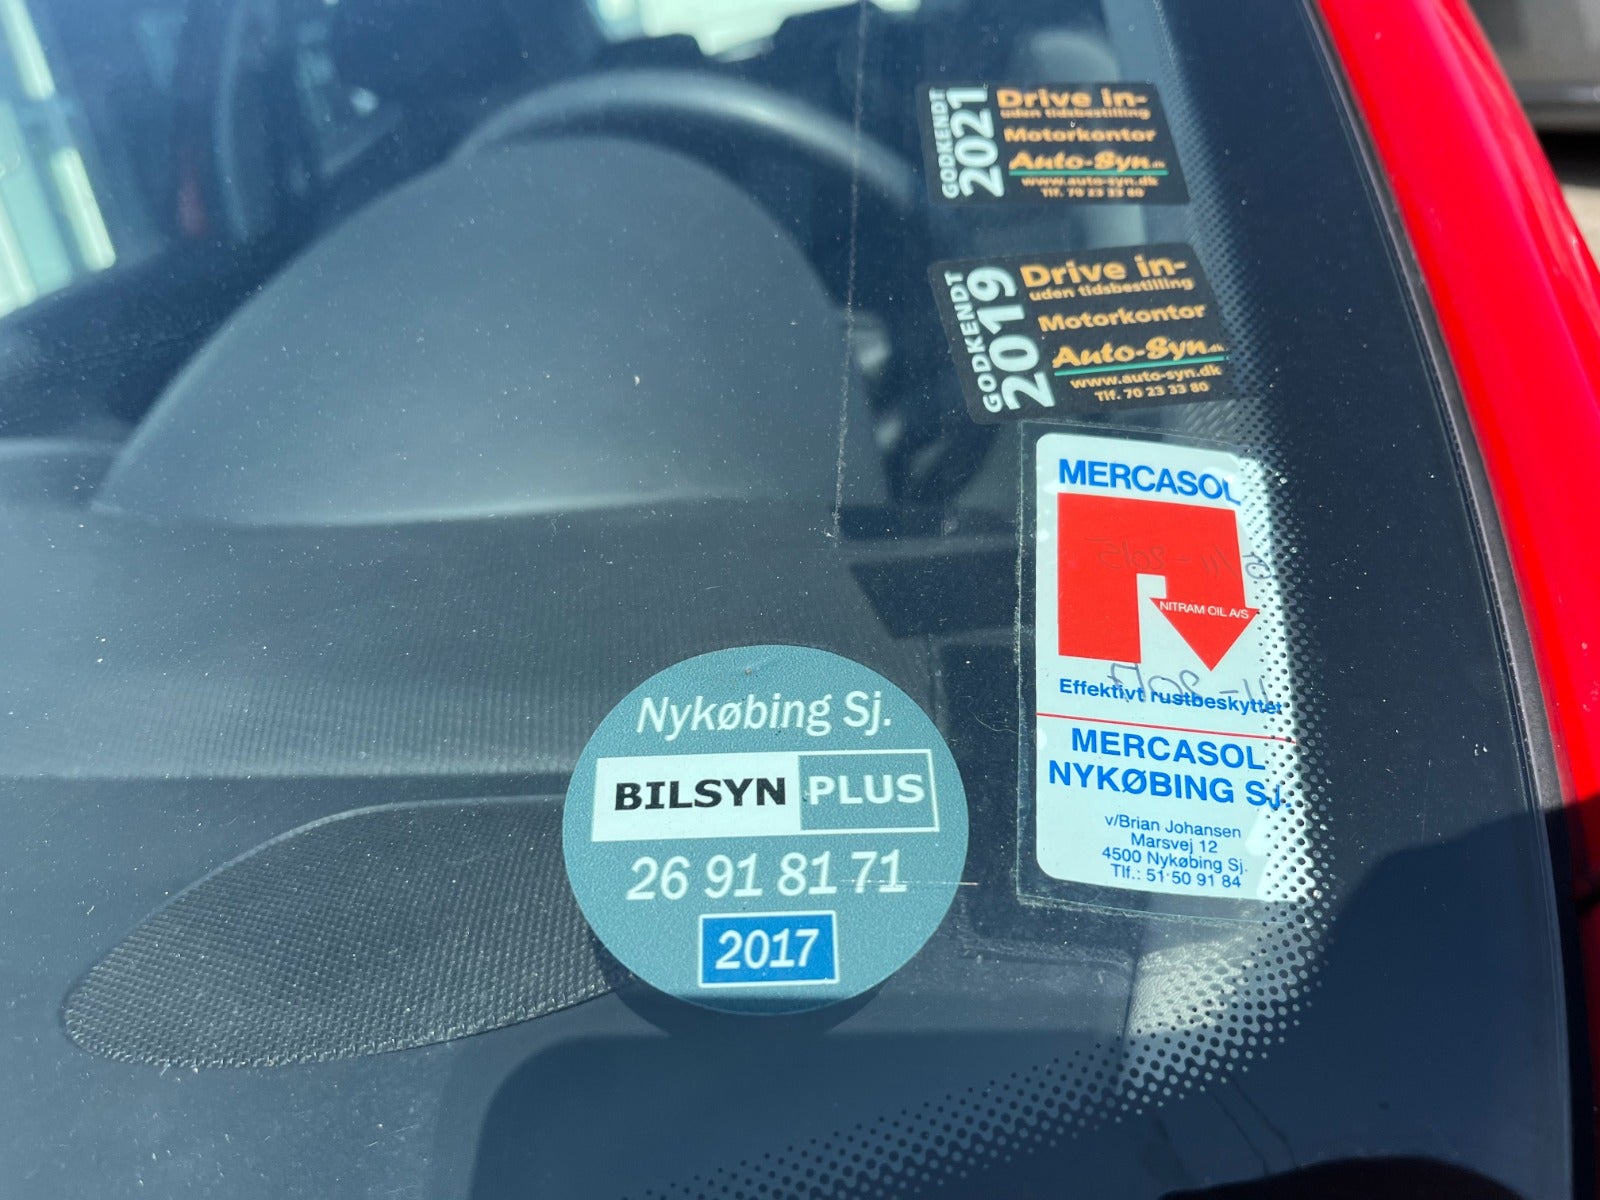 GODKENDT
2021
Drive in-
uden tidsbestilling
Motorkontor
Auto-Syn.dk
www.auto-syn.dk
Tlf. 70 23 33 80
GODKENDT
2019
Drive in-
uden tidsbestilling
Motorkontor
Auto-Syn.dk
www.auto-syn.dk
Tlf. 70 23 33 80
MERCASOL
NITRAM OIL A/S
Effektivt rustbeskyttet
MERCASOL
NYKØBING SJ.
v/Brian Johansen
Marsvej 12
4500 Nykøbing Sj.
Tlf.: 51 50 91 84
Nykøbing Sj.
BILSYN PLUS
26 91 81 71
2017